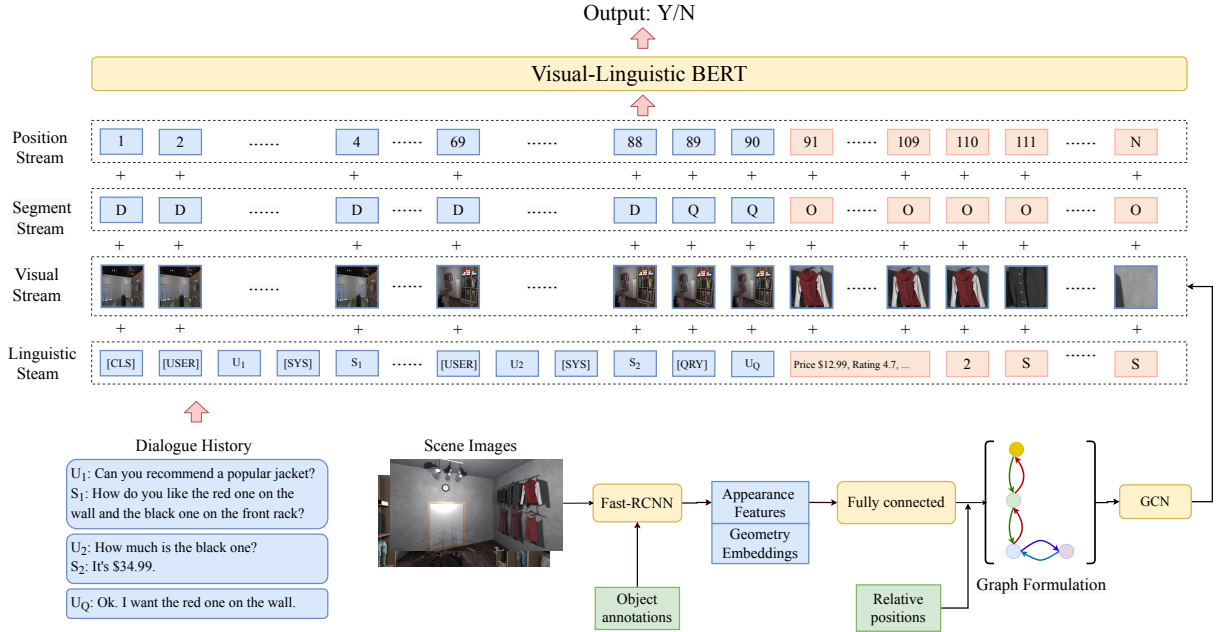 Output: Y/N
Visual-Linguistic BERT
Position
Stream
1 2 ...... 4 ...... 69 ...... 88 89 90 91 ...... 109 110 111 ...... N
+ + + + + + + + + + + +
Segment
Stream
D D ...... D ...... D ...... D Q Q O ...... O O O ...... O
+ + + + + + + + + + + +
Visual
Stream
...... ...... ...... ...... ......
+ + + + + + + + + + + +
Linguistic
Steam
[CLS] [USER] U1 [SYS] S1 ...... [USER] U2 [SYS] S2 [QRY] UQ Price $12.99, Rating 4.7, ... 2 S ...... S
Dialogue History
U1: Can you recommend a popular jacket?
S1: How do you like the red one on the
wall and the black one on the front rack?
U2: How much is the black one?
S2: It's $34.99.
UQ: Ok. I want the red one on the wall.
Scene Images
Fast-RCNN
Object
annotations
Appearance
Features
Geometry
Embeddings
Fully connected
Relative
positions
Graph Formulation
GCN